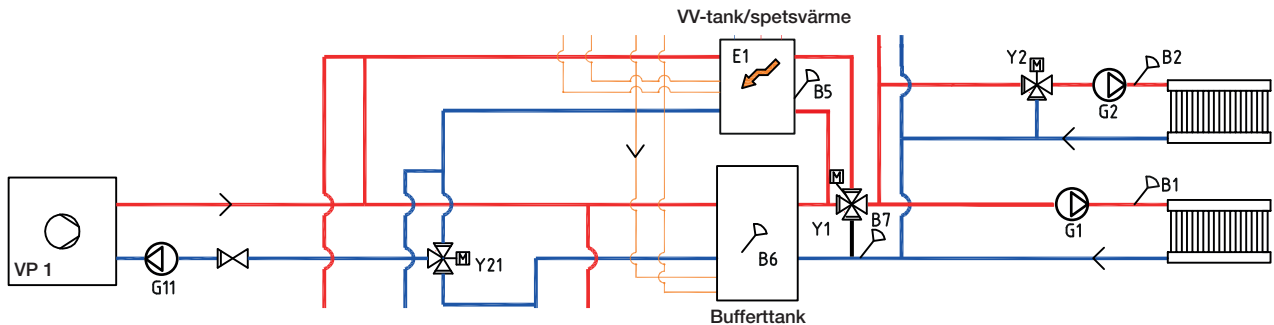 VV-tank/spetsvärme
E1
B5
Y2
M
B2
G2
VP 1
G11
M
Y21
B6
M
Y1
B7
G1
B1
Bufferttank